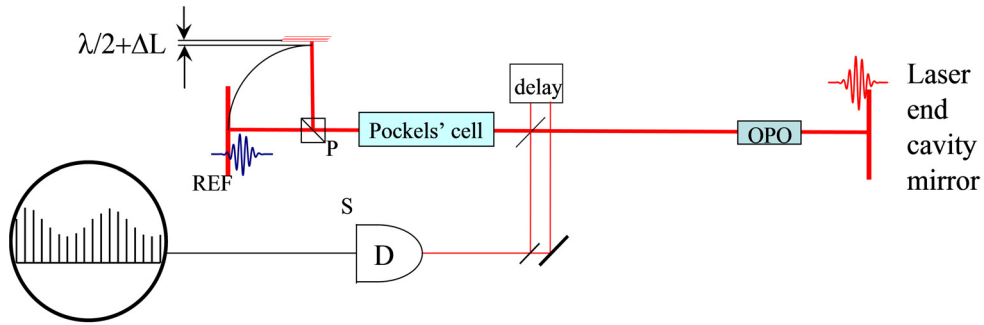 λ/2+ΔL
delay
Laser
end
cavity
mirror
Pockels' cell
OPO
P
REF
S
D